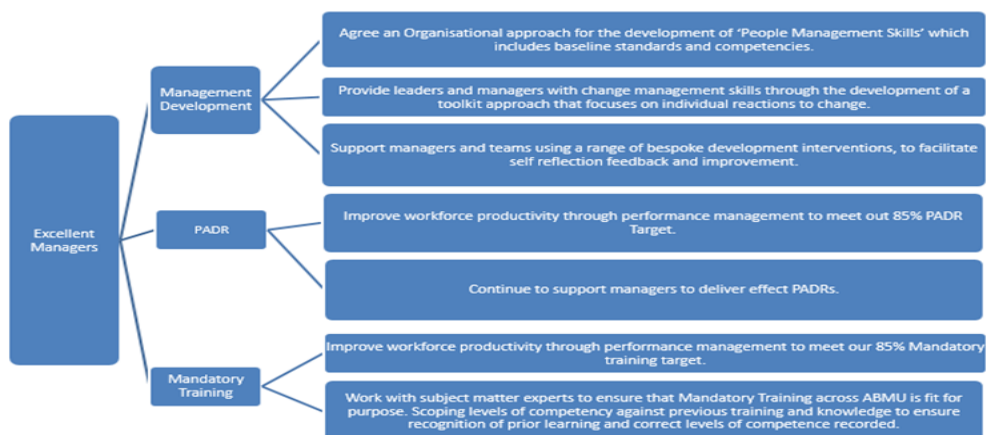 Excellent
Managers
Management
Development
Agree an Organisational approach for the development of 'People Management Skills' which
includes baseline standards and competencies.
Provide leaders and managers with change management skills through the development of a
toolkit approach that focuses on individual reactions to change.
Support managers and teams using a range of bespoke development interventions, to facilitate
self reflection feedback and improvement.
PADR
Improve workforce productivity through performance management to meet out 85% PADR
Target.
Continue to support managers to deliver effect PADRs.
Mandatory
Training
Improve workforce productivity through performance management to meet our 85% Mandatory
training target.
Work with subject matter experts to ensure that Mandatory Training across ABMU is fit for
purpose. Scoping levels of competency against previous training and knowledge to ensure
recognition of prior learning and correct levels of competence recorded.